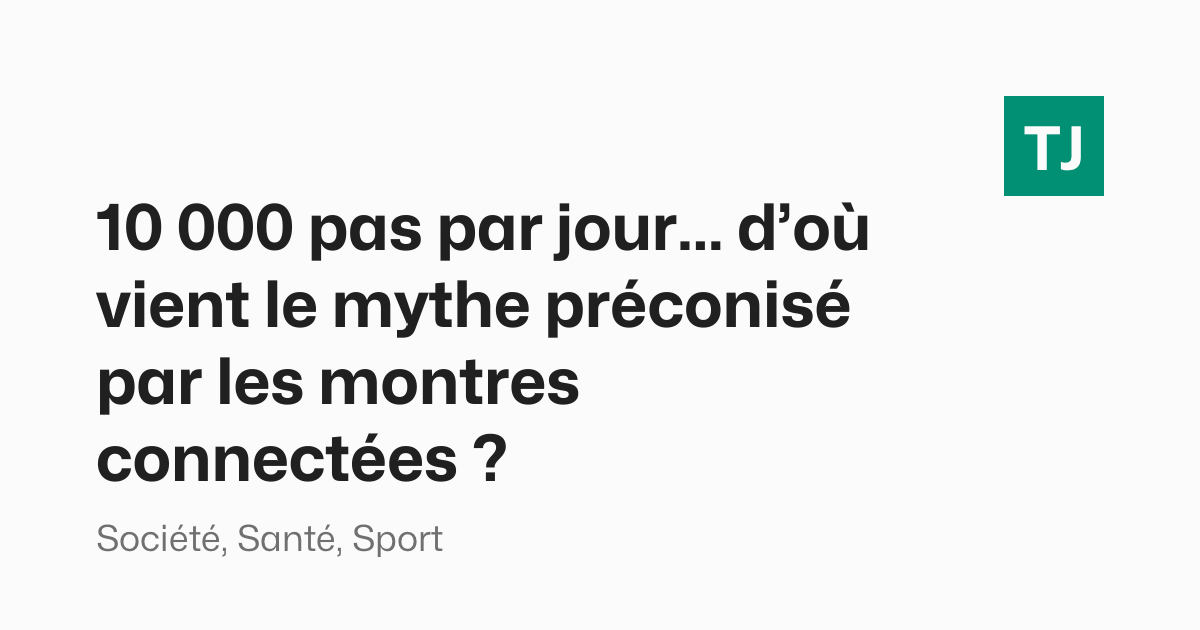 TJ
10 000 pas par jour... d’où
vient le mythe préconisé
par les montres
connectées ?
Société, Santé, Sport